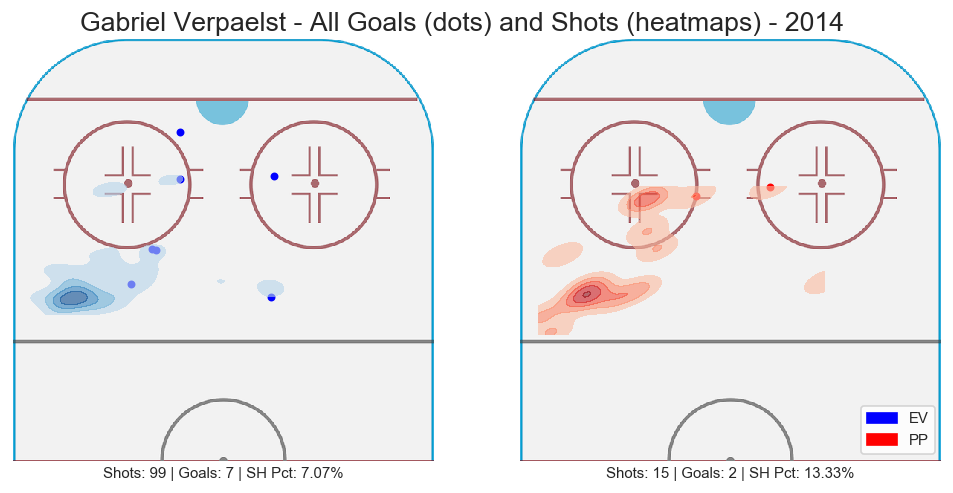 Gabriel Verpaelst - All Goals (dots) and Shots (heatmaps) - 2014
EV
PP
Shots: 99 | Goals: 7 | SH Pct: 7.07%
Shots: 15 | Goals: 2 | SH Pct: 13.33%